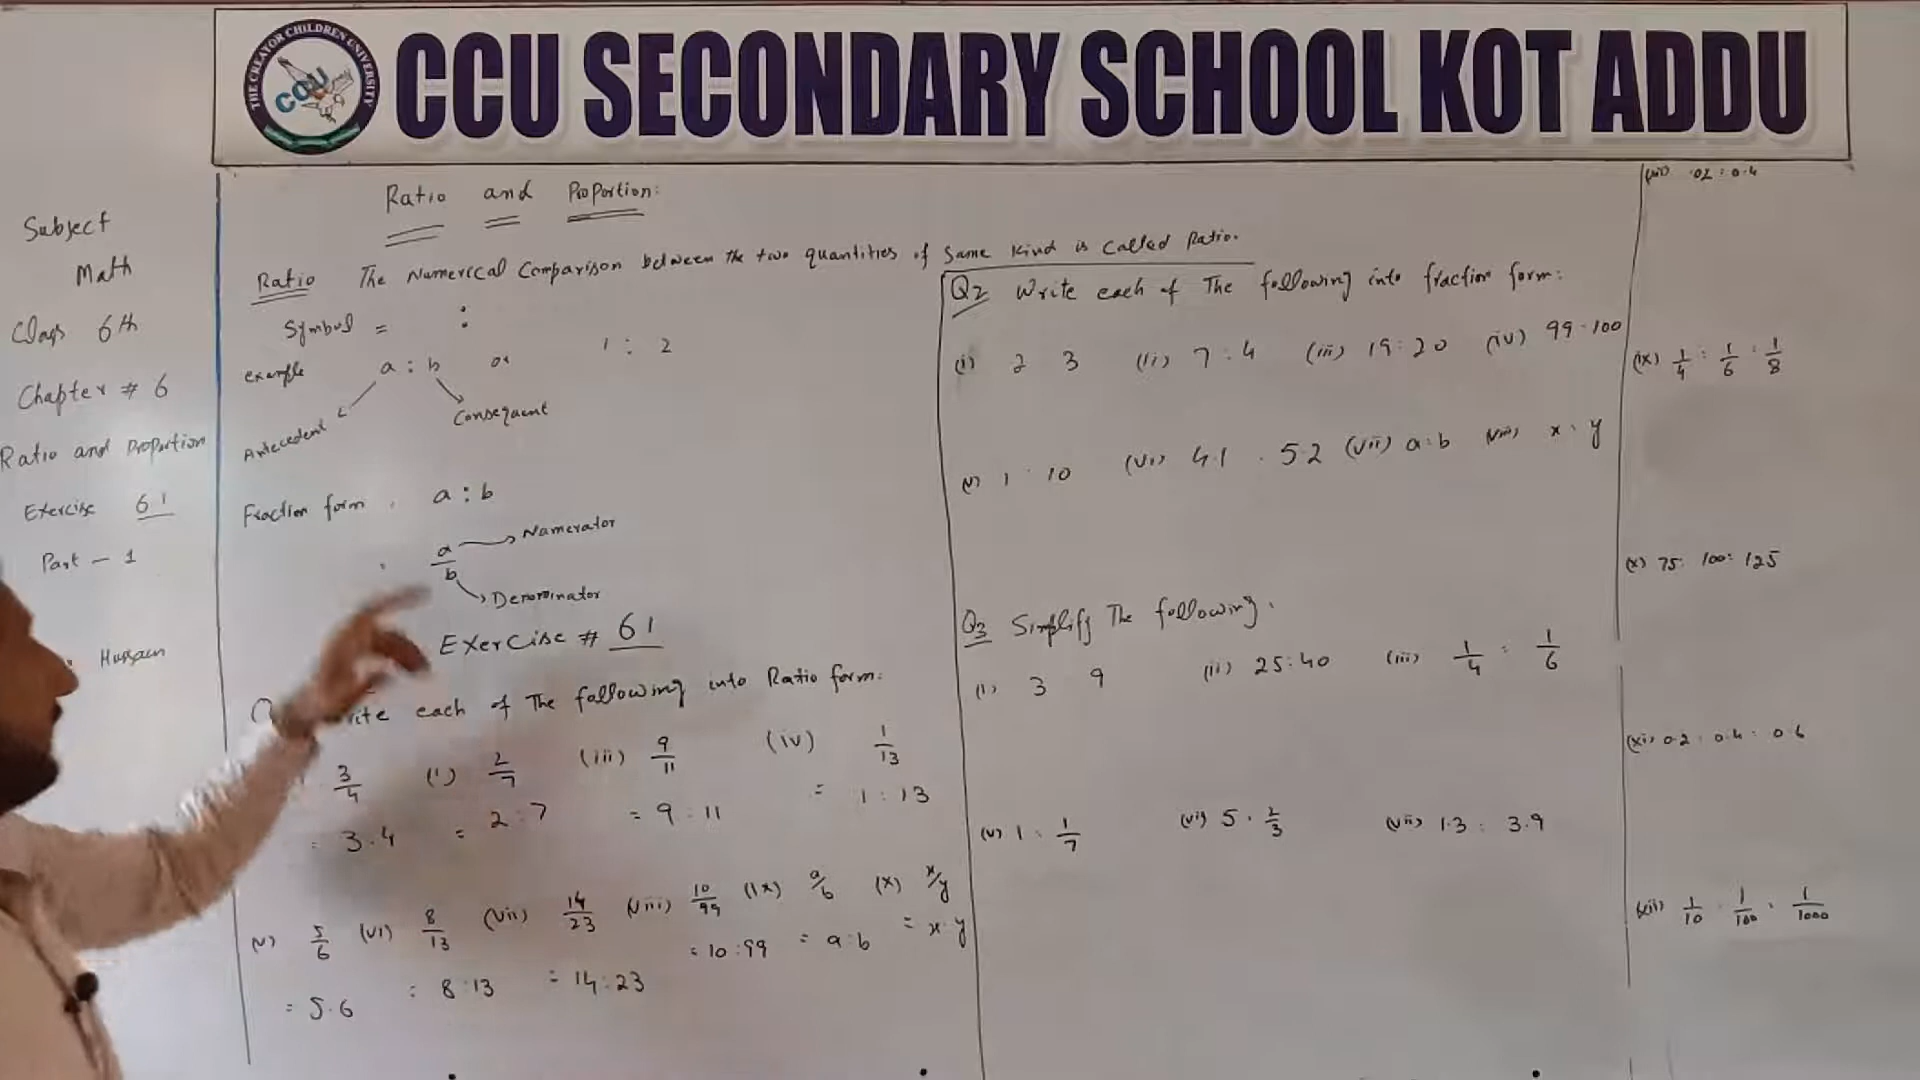 THE CREATOR CHILDREN UNIVERSITY
CCU
CCU SECONDARY SCHOOL KOT ADDU
Subject
Math
Class 6th
Chapter # 6
Ratio and Proportion
Exercise 6 1
Part - 1
Hussain
Ratio and Proportion:
Ratio The Numerical Comparison between the two quantities of Same Kind is Called Ratio.
Symbol = :
example a : b or 1 : 2
Antecedent Consequent
Fraction form . a : b
a/b Namerator
Denominator
Exercise # 6 1
each of The following into Ratio form:
3/4 (i) 2/7 (iii) 9/11 (iv) 1/13
= 3.4 = 2:7 = 9:11 = 1:13
(v) 5/6 (vi) 8/13 (vii) 14/23 (viii) 10/99 (ix) a/b (x) x/y
= 5.6 = 8:13 = 14:23 = 10:99 = a:b = x.y
Q2 Write each of The following into fraction form:
(i) 2 3 (ii) 7:4 (iii) 19:20 (iv) 99.100
(v) 1 : 10 (vi) 4.1 . 5.2 (vii) a:b (viii) x : y
Q3 Simplify The following.
(i) 3 9 (ii) 25:40 (iii) 1/4 : 1/6
(v) 1 : 1/7 (vi) 5 . 2/3 (vii) 1.3 : 3.9
(viii) .02 : 0.4
(ix) 1/4 : 1/6 : 1/8
(x) 75: 100: 125
(xi) 0.2 : 0.4 : 0.6
(xii) 1/10 . 1/100 . 1/1000